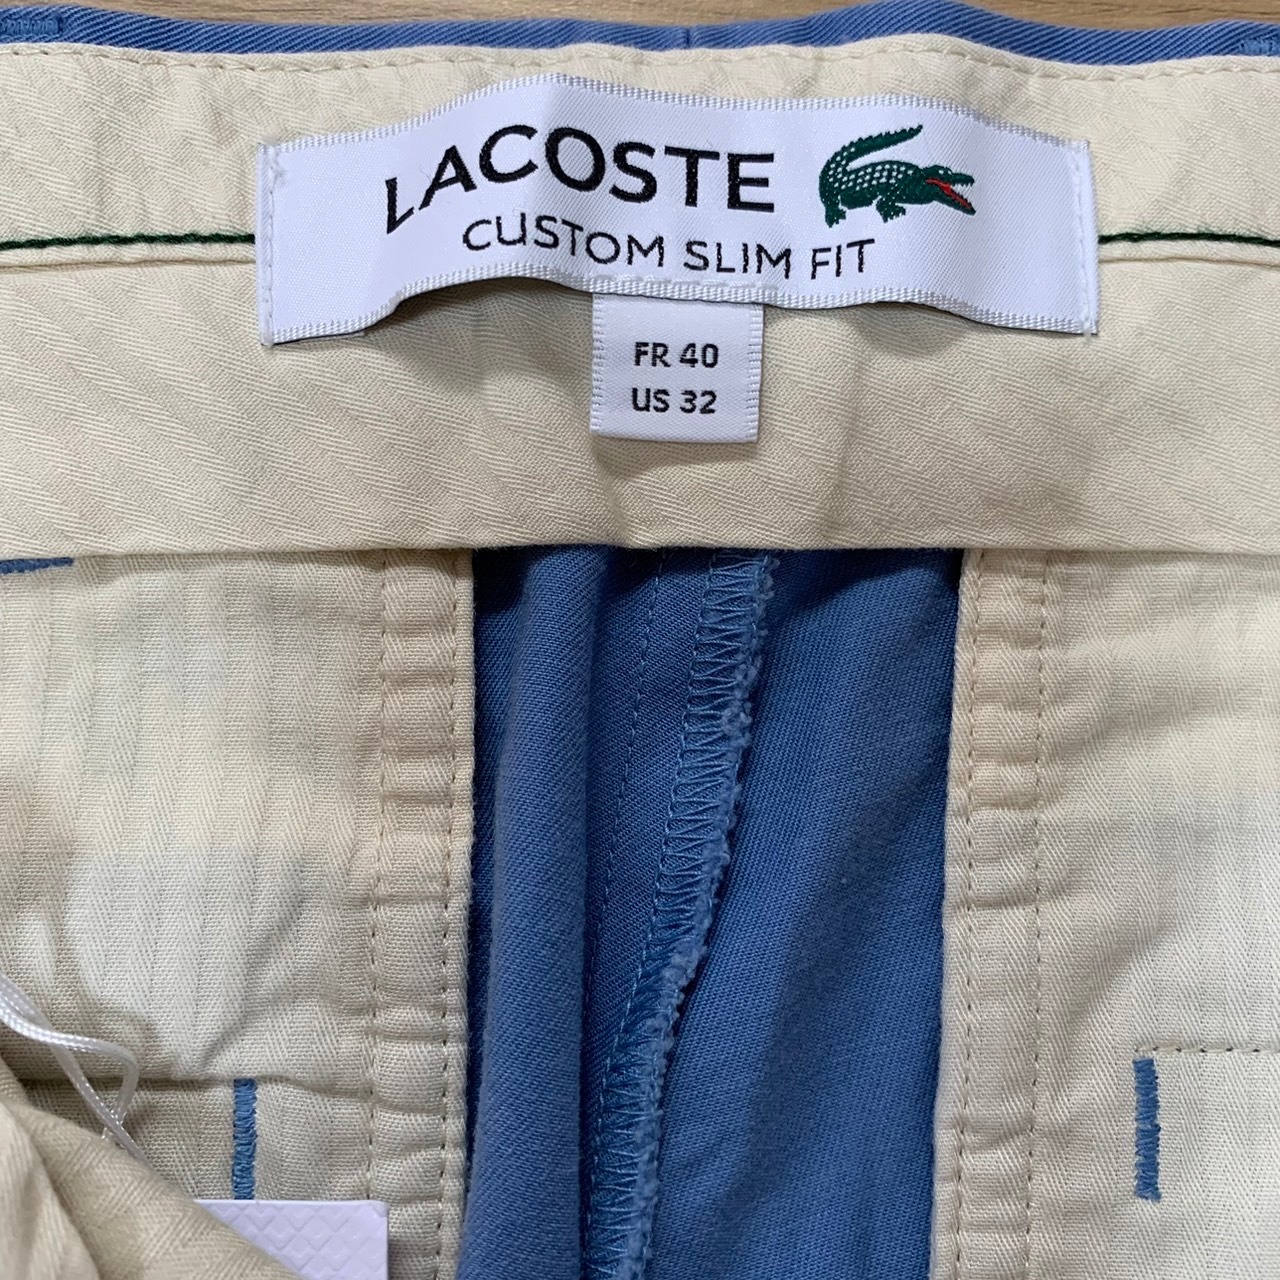 LACOSTE
CUSTOM SLIM FIT
FR 40
US 32